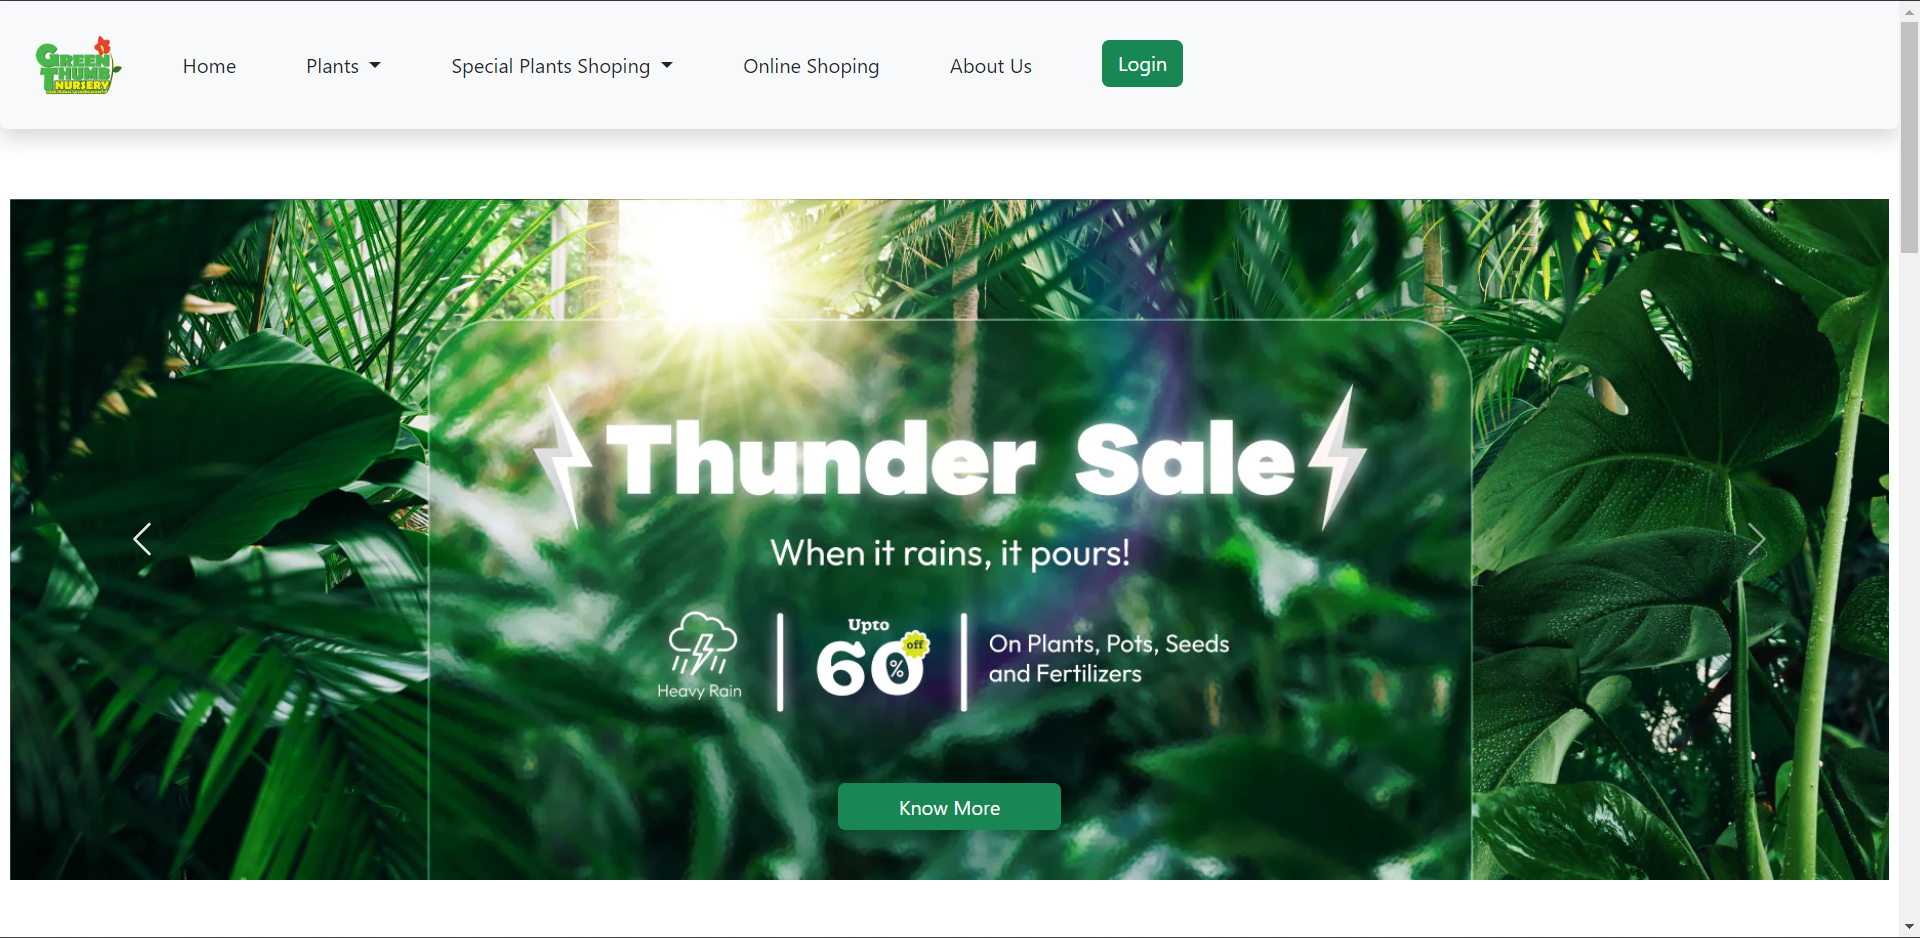 GREEN
THUMB
NURSERY
Home
Plants
Special Plants Shoping
Online Shoping
About Us
Login
Thunder Sale
When it rains, it pours!
Heavy Rain
Upto
60% off
On Plants, Pots, Seeds
and Fertilizers
Know More